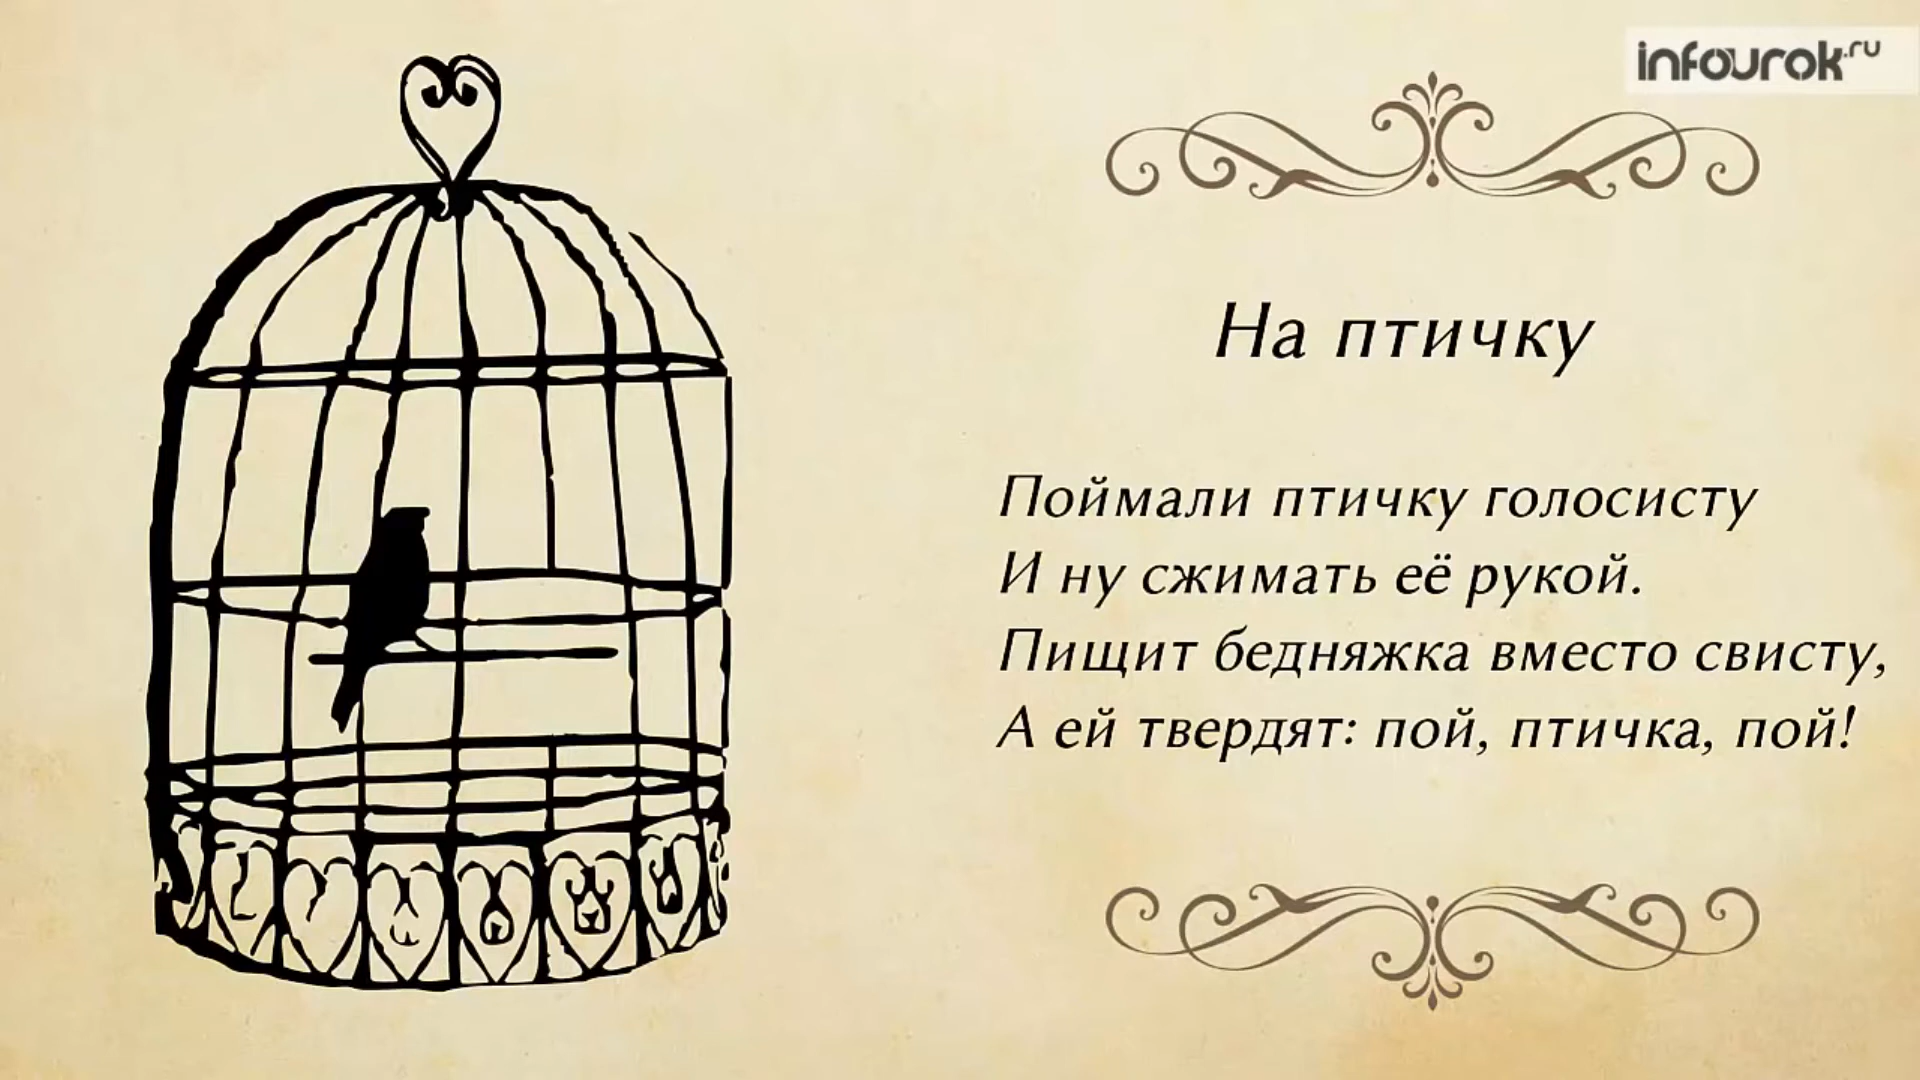 infourok.ru
На птичку
Поймали птичку голосисту
И ну сжимать её рукой.
Пищит бедняжка вместо свисту,
А ей твердят: пой, птичка, пой!